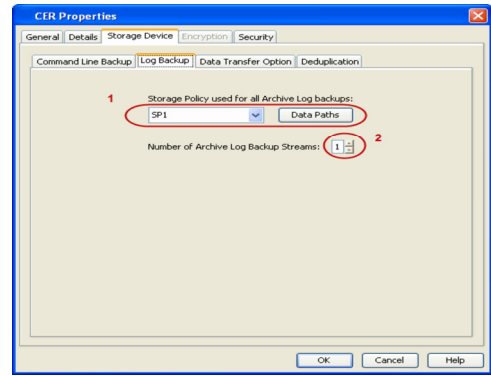 CER Properties
General Details Storage Device Encryption Security
Command Line Backup Log Backup Data Transfer Option Deduplication
1 Storage Policy used for all Archive Log backups:
SP1 Data Paths
Number of Archive Log Backup Streams: 1 2
OK Cancel Help